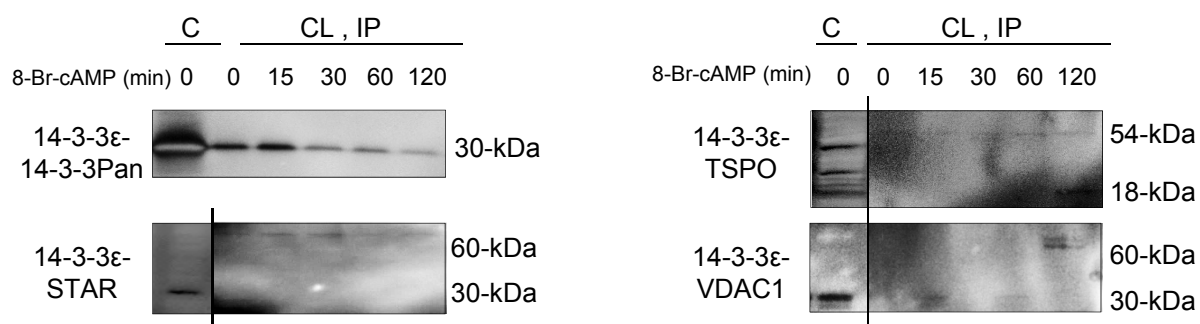 C CL , IP
8-Br-cAMP (min) 0 0 15 30 60 120
14-3-3ε-
14-3-3Pan
30-kDa
14-3-3ε-
STAR
60-kDa
30-kDa
C CL , IP
8-Br-cAMP (min) 0 0 15 30 60 120
14-3-3ε-
TSPO
54-kDa
18-kDa
14-3-3ε-
VDAC1
60-kDa
30-kDa